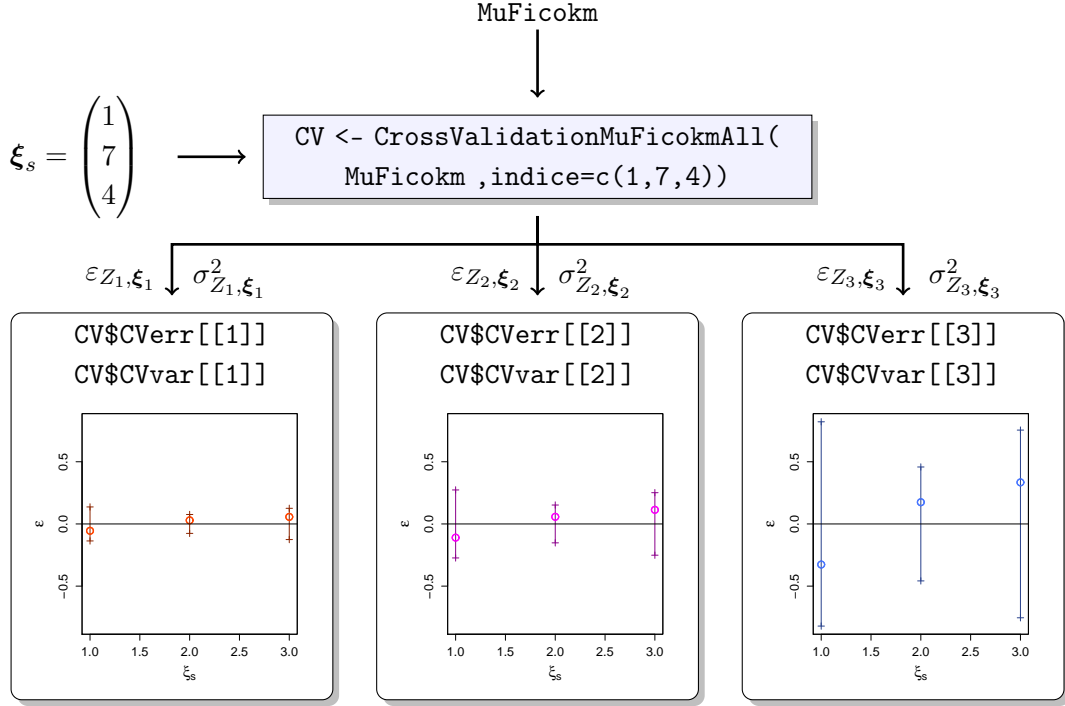 MuFicokm
ξ_s = (1 7 4)
CV <- CrossValidationMuFicokmAll(
MuFicokm ,indice=c(1,7,4))
ε_{Z_1,ξ_1} σ²_{Z_1,ξ_1}
ε_{Z_2,ξ_2} σ²_{Z_2,ξ_2}
ε_{Z_3,ξ_3} σ²_{Z_3,ξ_3}
CV$CVerr[[1]]
CV$CVvar[[1]]
0.5
0.0
−0.5
ε
1.0 1.5 2.0 2.5 3.0
ξ_s
CV$CVerr[[2]]
CV$CVvar[[2]]
0.5
0.0
−0.5
ε
1.0 1.5 2.0 2.5 3.0
ξ_s
CV$CVerr[[3]]
CV$CVvar[[3]]
0.5
0.0
−0.5
ε
1.0 1.5 2.0 2.5 3.0
ξ_s